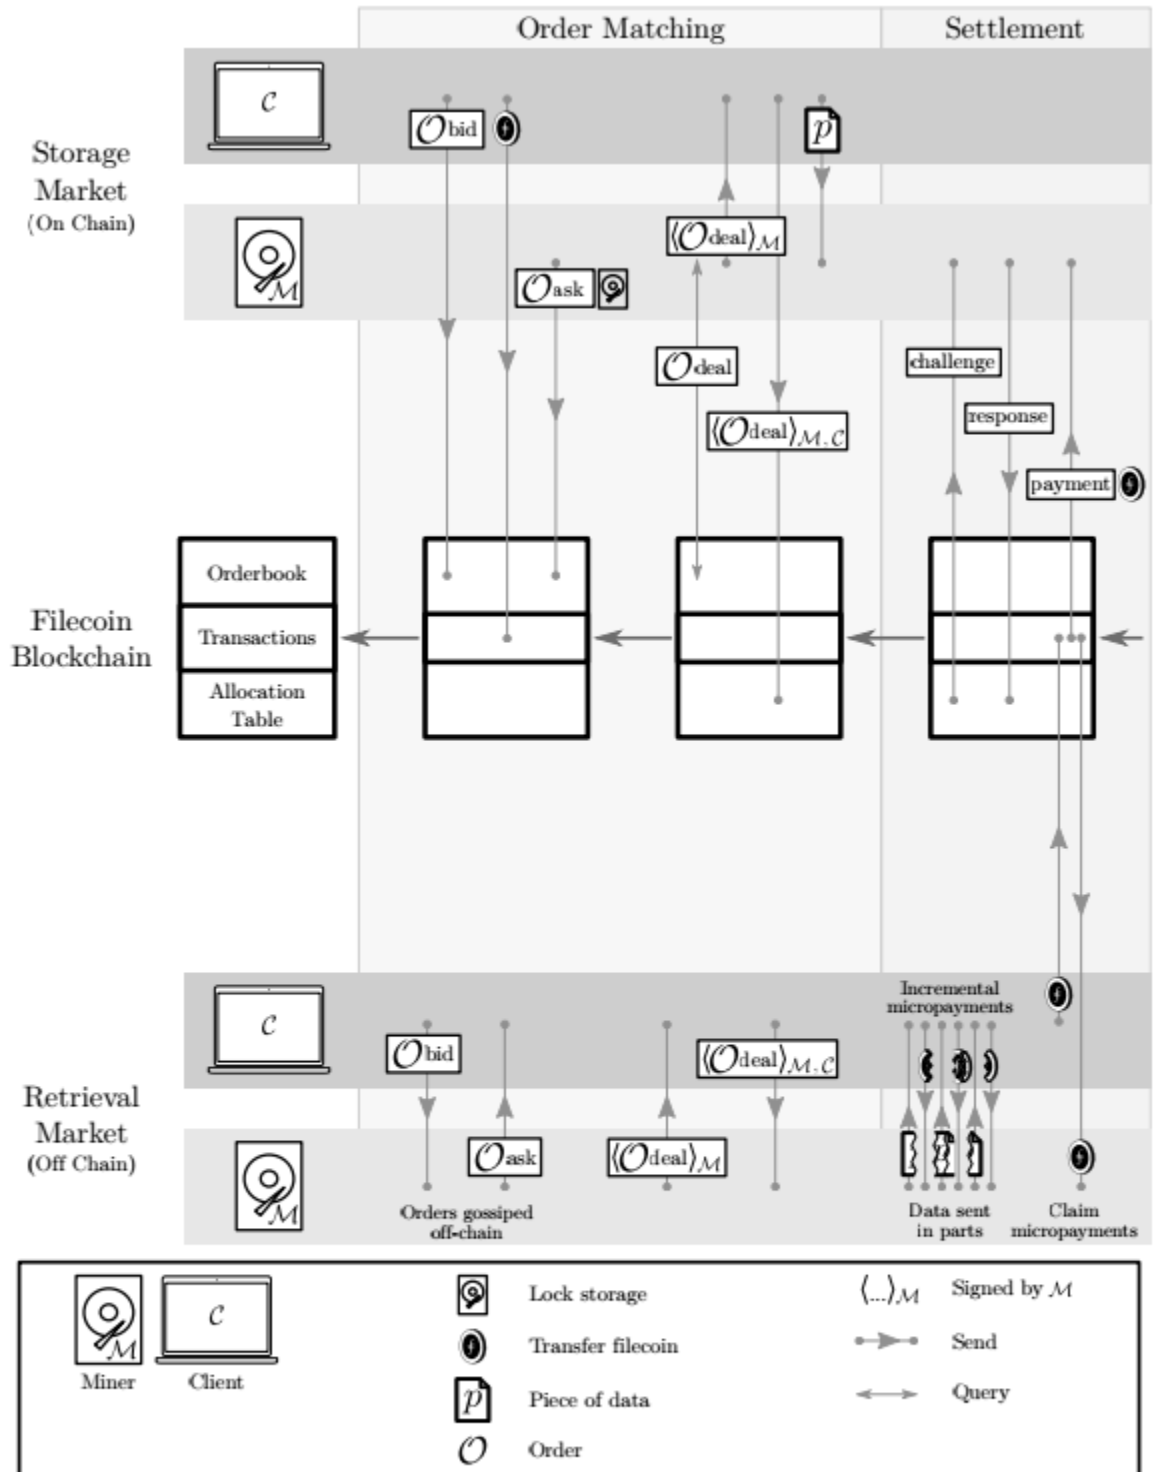 Order Matching
Settlement
Storage
Market
(On Chain)
C
O bid
p
⟨O deal⟩M
M
O ask
O deal
⟨O deal⟩M,C
challenge
response
payment
Filecoin
Blockchain
Orderbook
Transactions
Allocation
Table
Retrieval
Market
(Off Chain)
C
Incremental
micropayments
O bid
⟨O deal⟩M,C
M
O ask
⟨O deal⟩M
p
Orders gossiped
off-chain
Data sent
in parts
Claim
micropayments
M
Miner
C
Client
Lock storage
Transfer filecoin
p
Piece of data
O
Order
⟨...⟩M
Signed by M
Send
Query